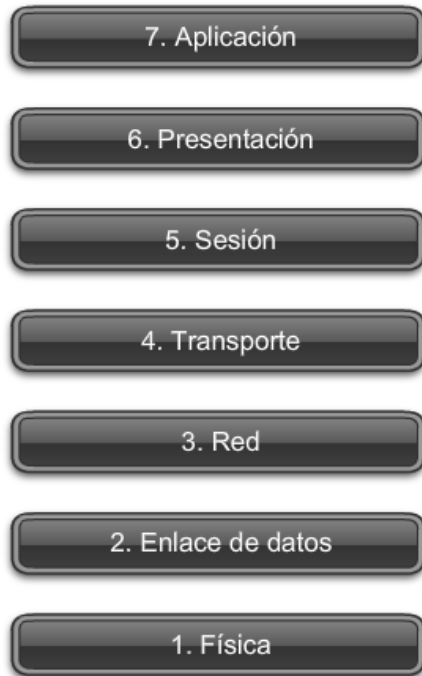 7. Aplicación
6. Presentación
5. Sesión
4. Transporte
3. Red
2. Enlace de datos
1. Física